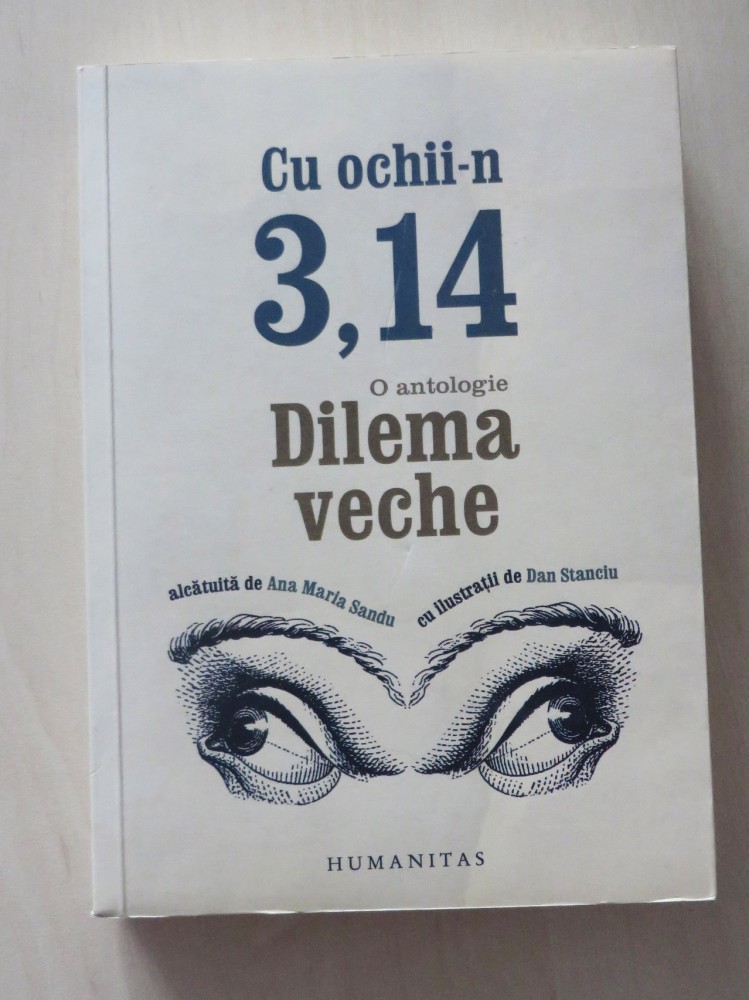 Cu ochii-n
3,14
O antologie
Dilema
veche
alcătuită de Ana Maria Sandu
cu ilustrații de Dan Stanciu
HUMANITAS